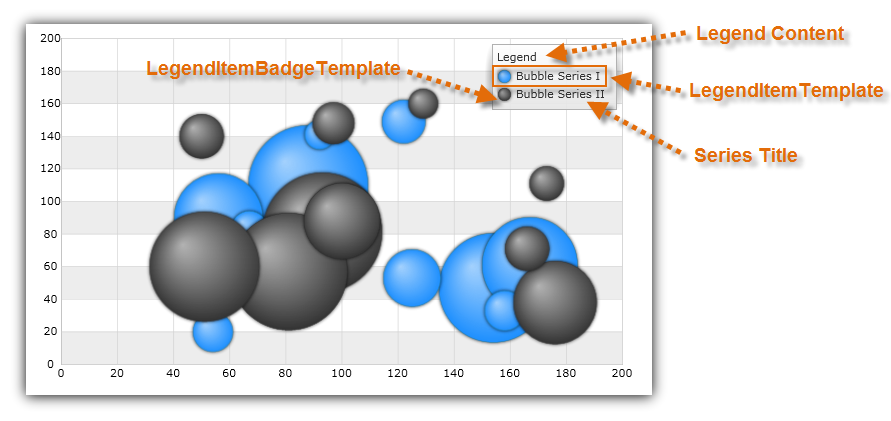 200
180
160
140
120
100
80
60
40
20
0
0 20 40 60 80 100 120 140 160 180 200
LegendItemBadgeTemplate
Legend
Bubble Series I
Bubble Series II
Legend Content
LegendItemTemplate
Series Title